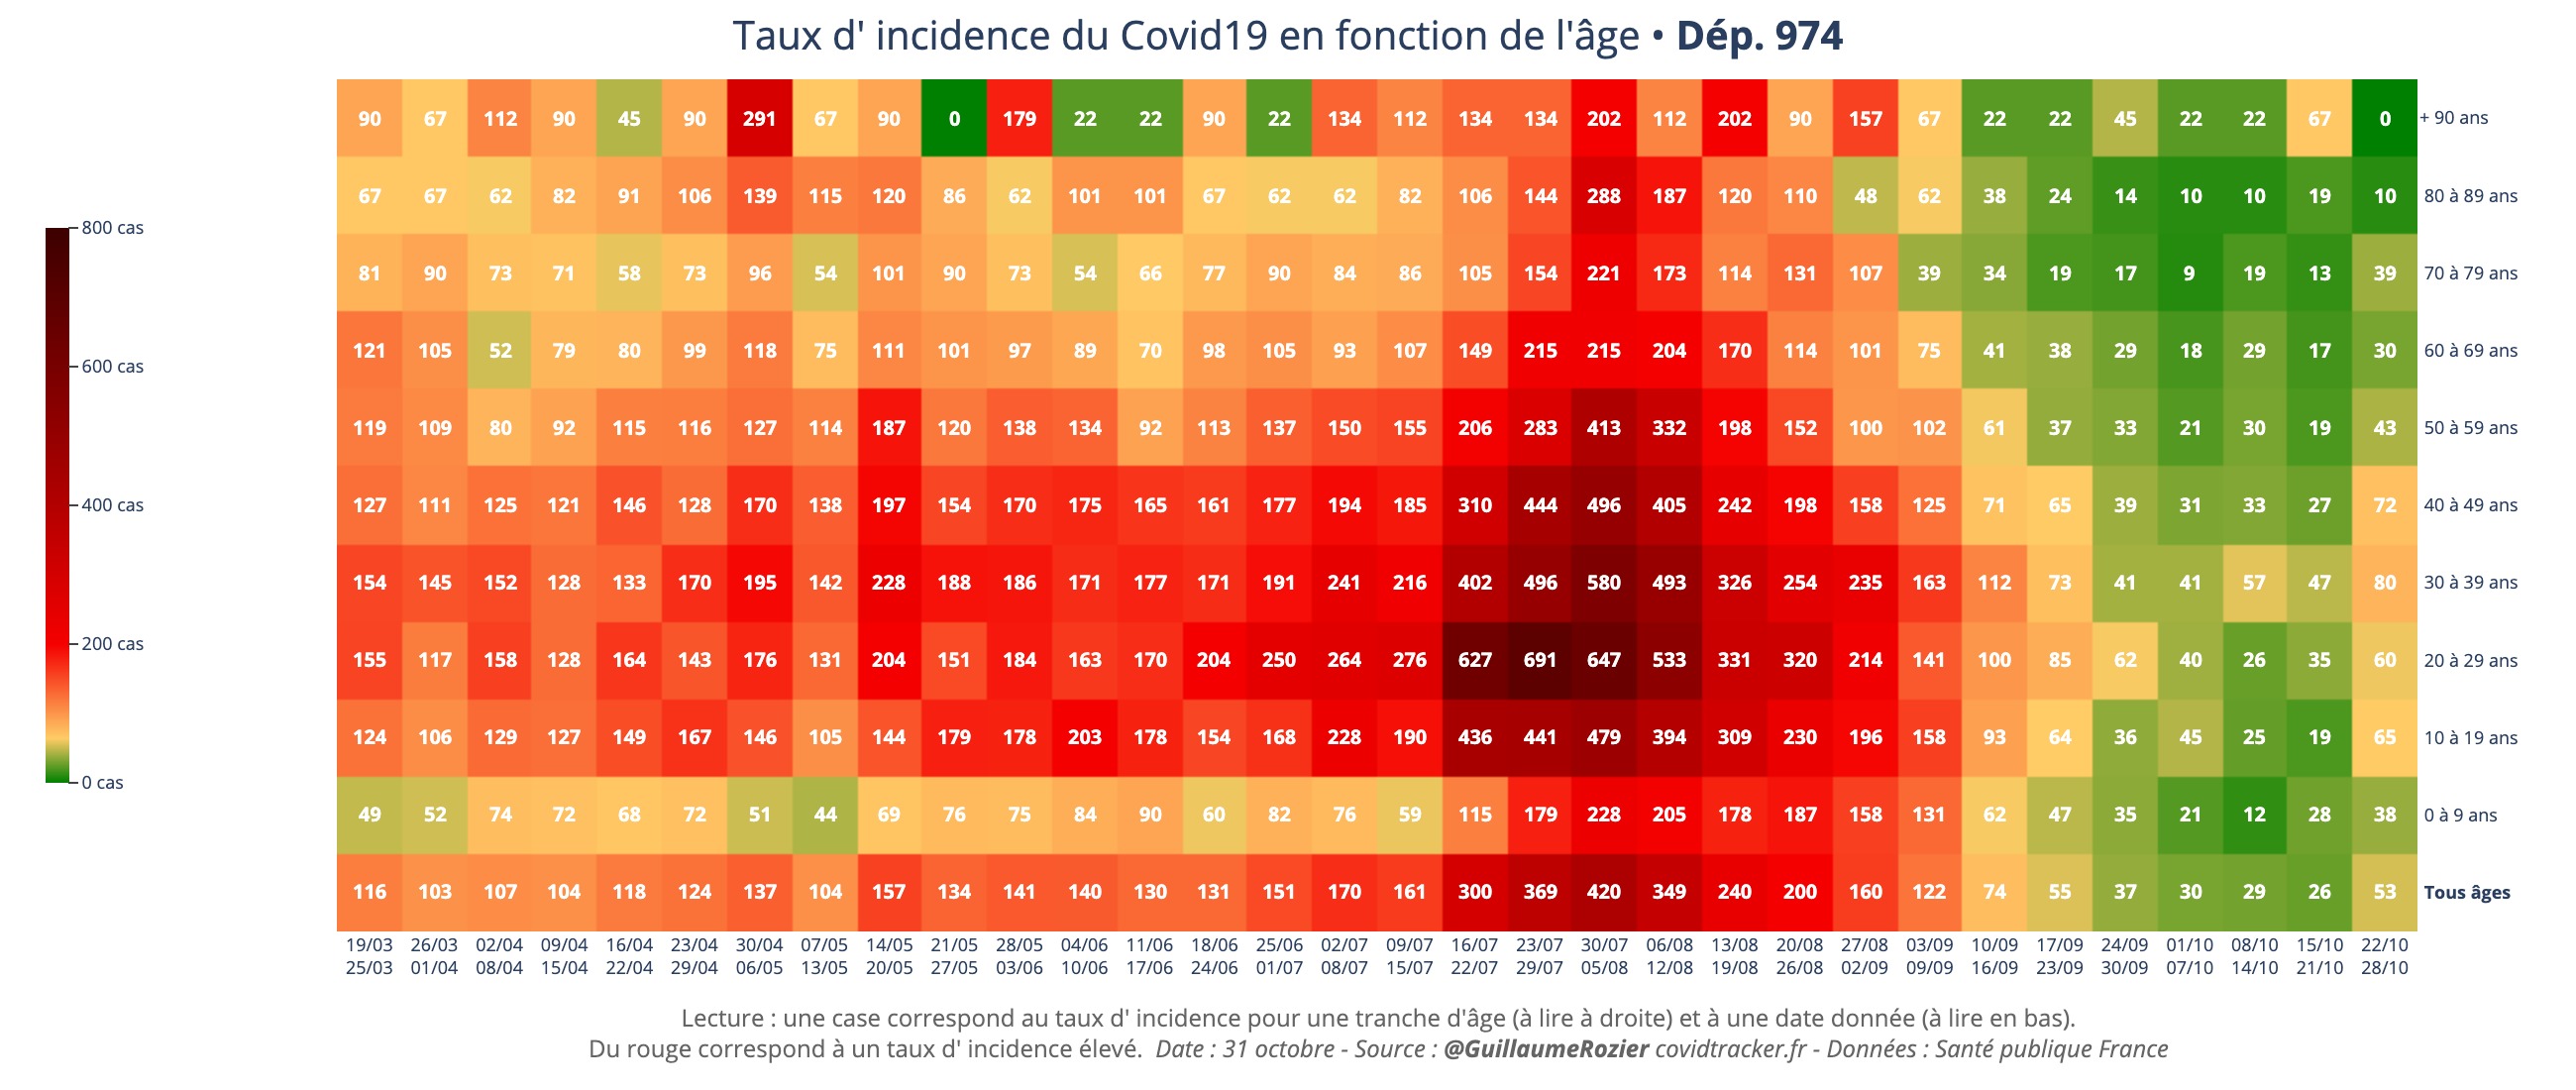 Taux d' incidence du Covid19 en fonction de l'âge • Dép. 974
90 67 112 90 45 90 291 67 90 0 179 22 22 90 22 134 112 134 134 202 112 202 90 157 67 22 22 45 22 22 67 0 + 90 ans
67 67 62 82 91 106 139 115 120 86 62 101 101 67 62 62 82 106 144 288 187 120 110 48 62 38 24 14 10 10 19 10 80 à 89 ans
800 cas
81 90 73 71 58 73 96 54 101 90 73 54 66 77 90 84 86 105 154 221 173 114 131 107 39 34 19 17 9 19 13 39 70 à 79 ans
121 105 52 79 80 99 118 75 111 101 97 89 70 98 105 93 107 149 215 215 204 170 114 101 75 41 38 29 18 29 17 30 60 à 69 ans
600 cas
119 109 80 92 115 116 127 114 187 120 138 134 92 113 137 150 155 206 283 413 332 198 152 100 102 61 37 33 21 30 19 43 50 à 59 ans
400 cas
127 111 125 121 146 128 170 138 197 154 170 175 165 161 177 194 185 310 444 496 405 242 198 158 125 71 65 39 31 33 27 72 40 à 49 ans
154 145 152 128 133 170 195 142 228 188 186 171 177 171 191 241 216 402 496 580 493 326 254 235 163 112 73 41 41 57 47 80 30 à 39 ans
200 cas
155 117 158 128 164 143 176 131 204 151 184 163 170 204 250 264 276 627 691 647 533 331 320 214 141 100 85 62 40 26 35 60 20 à 29 ans
124 106 129 127 149 167 146 105 144 179 178 203 178 154 168 228 190 436 441 479 394 309 230 196 158 93 64 36 45 25 19 65 10 à 19 ans
0 cas
49 52 74 72 68 72 51 44 69 76 75 84 90 60 82 76 59 115 179 228 205 178 187 158 131 62 47 35 21 12 28 38 0 à 9 ans
116 103 107 104 118 124 137 104 157 134 141 140 130 131 151 170 161 300 369 420 349 240 200 160 122 74 55 37 30 29 26 53 Tous âges
19/03 26/03 02/04 09/04 16/04 23/04 30/04 07/05 14/05 21/05 28/05 04/06 11/06 18/06 25/06 02/07 09/07 16/07 23/07 30/07 06/08 13/08 20/08 27/08 03/09 10/09 17/09 24/09 01/10 08/10 15/10 22/10
25/03 01/04 08/04 15/04 22/04 29/04 06/05 13/05 20/05 27/05 03/06 10/06 17/06 24/06 01/07 08/07 15/07 22/07 29/07 05/08 12/08 19/08 26/08 02/09 09/09 16/09 23/09 30/09 07/10 14/10 21/10 28/10
Lecture : une case correspond au taux d' incidence pour une tranche d'âge (à lire à droite) et à une date donnée (à lire en bas).
Du rouge correspond à un taux d' incidence élevé. Date : 31 octobre - Source : @GuillaumeRozier covidtracker.fr - Données : Santé publique France